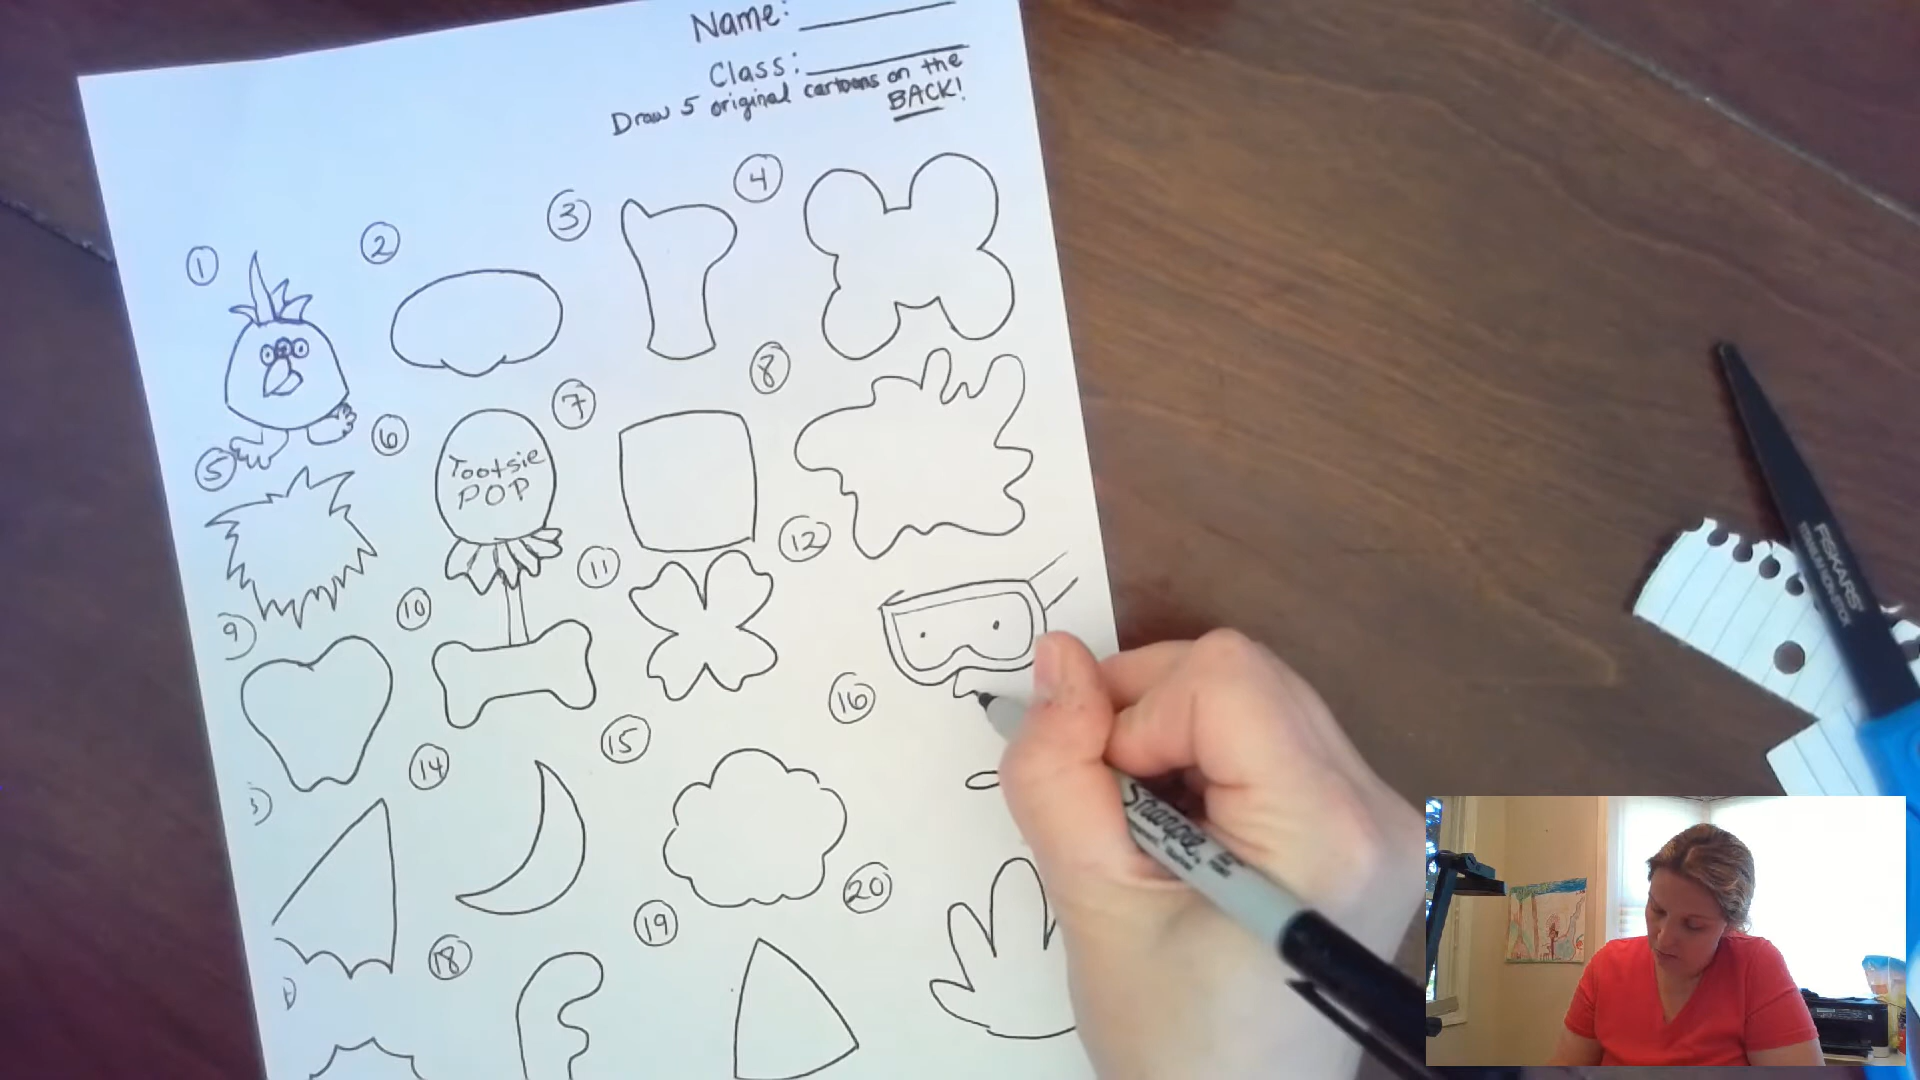 Name:
Class:
Draw 5 original cartoons on the
BACK!
4
3
2
1
8
7
6
5
Tootsie
POP
12
11
10
9
16
15
14
20
19
18
Sharpie
FISKARS